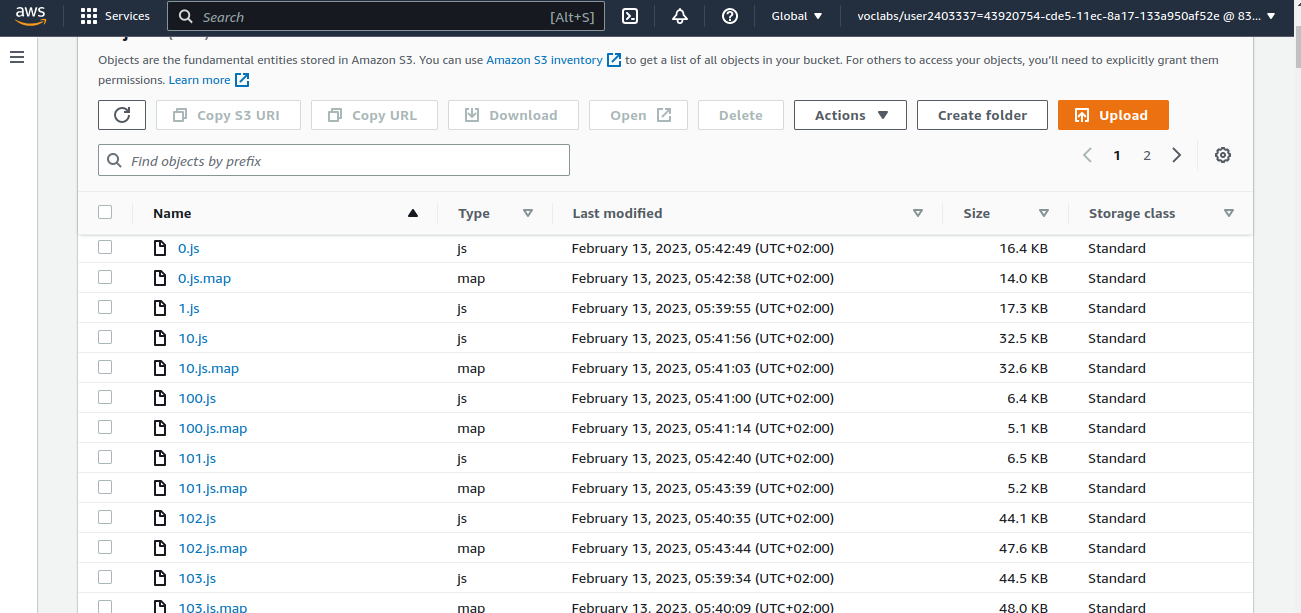 aws Services Search [Alt+S] Global voclabs/user2403337=43920754-cde5-11ec-8a17-133a950af52e @ 83...
Objects are the fundamental entities stored in Amazon S3. You can use Amazon S3 inventory to get a list of all objects in your bucket. For others to access your objects, you'll need to explicitly grant them
permissions. Learn more
Copy S3 URI Copy URL Download Open Delete Actions Create folder Upload
Find objects by prefix 1 2
Name Type Last modified Size Storage class
0.js js February 13, 2023, 05:42:49 (UTC+02:00) 16.4 KB Standard
0.js.map map February 13, 2023, 05:42:38 (UTC+02:00) 14.0 KB Standard
1.js js February 13, 2023, 05:39:55 (UTC+02:00) 17.3 KB Standard
10.js js February 13, 2023, 05:41:56 (UTC+02:00) 32.5 KB Standard
10.js.map map February 13, 2023, 05:41:03 (UTC+02:00) 32.6 KB Standard
100.js js February 13, 2023, 05:41:00 (UTC+02:00) 6.4 KB Standard
100.js.map map February 13, 2023, 05:41:14 (UTC+02:00) 5.1 KB Standard
101.js js February 13, 2023, 05:42:40 (UTC+02:00) 6.5 KB Standard
101.js.map map February 13, 2023, 05:43:39 (UTC+02:00) 5.2 KB Standard
102.js js February 13, 2023, 05:40:35 (UTC+02:00) 44.1 KB Standard
102.js.map map February 13, 2023, 05:43:44 (UTC+02:00) 47.6 KB Standard
103.js js February 13, 2023, 05:39:34 (UTC+02:00) 44.5 KB Standard
103.js.map map February 13, 2023, 05:40:09 (UTC+02:00) 48.0 KB Standard